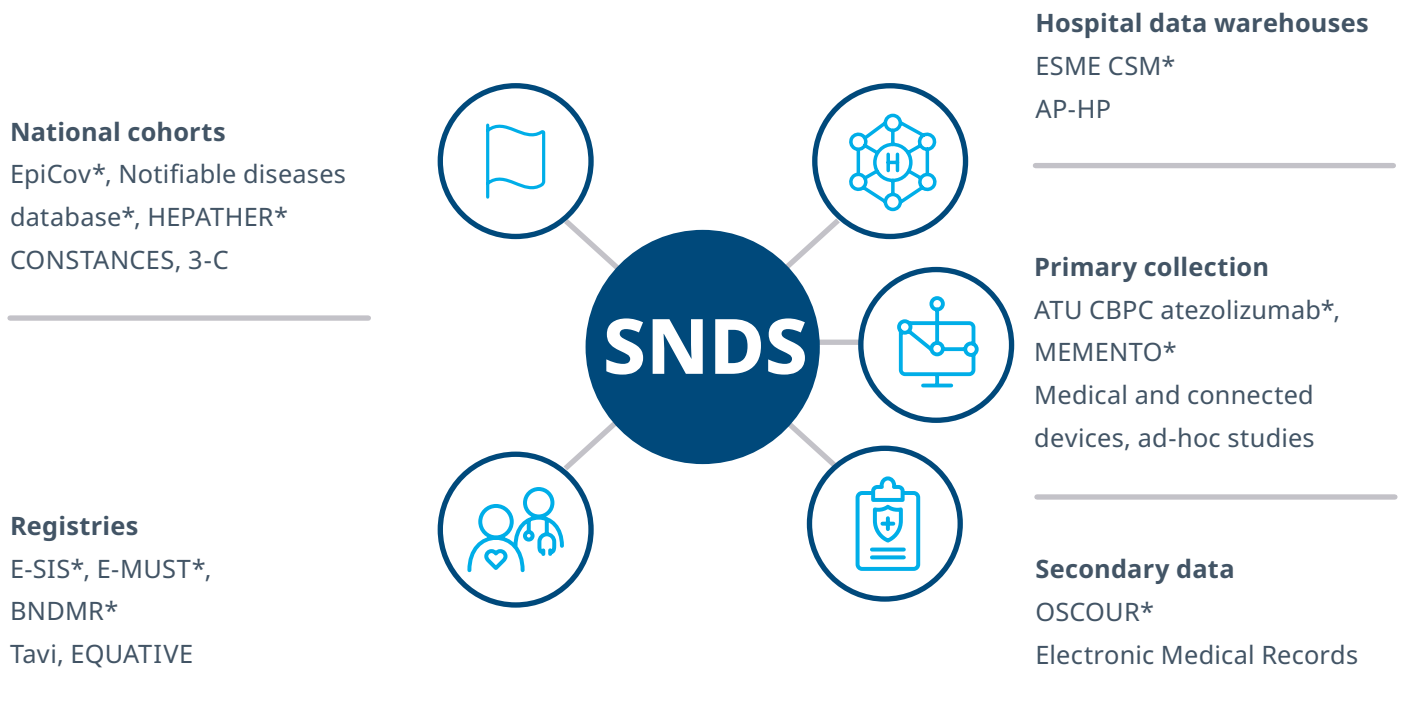 National cohorts
EpiCov*, Notifiable diseases
database*, HEPATHER*
CONSTANCES, 3-C
Registries
E-SIS*, E-MUST*,
BNDMR*
Tavi, EQUATIVE
SNDS
H
Hospital data warehouses
ESME CSM*
AP-HP
Primary collection
ATU CBPC atezolizumab*,
MEMENTO*
Medical and connected
devices, ad-hoc studies
Secondary data
OSCOUR*
Electronic Medical Records